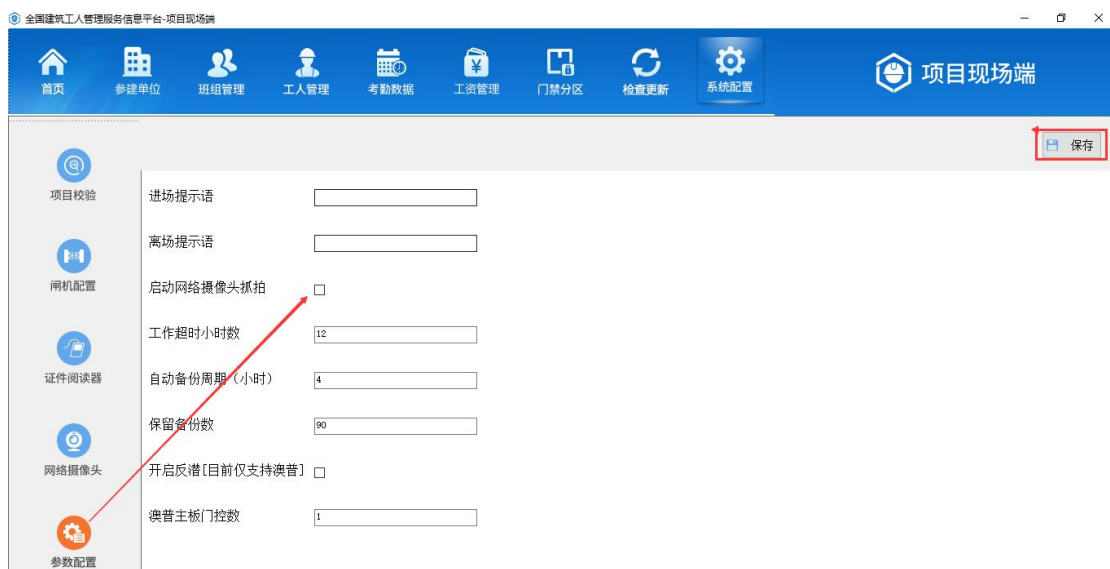 全国建筑工人管理服务信息平台-项目现场端
首页 参建单位 班组管理 工人管理 考勤数据 工资管理 门禁分区 检查更新 系统配置 项目现场端
保存
项目校验
闸机配置
证件阅读器
网络摄像头
参数配置
进场提示语
离场提示语
启动网络摄像头抓拍
工作超时小时数 12
自动备份周期（小时） 4
保留备份数 90
开启反潜[目前仅支持澳普]
澳普主板门控数 1